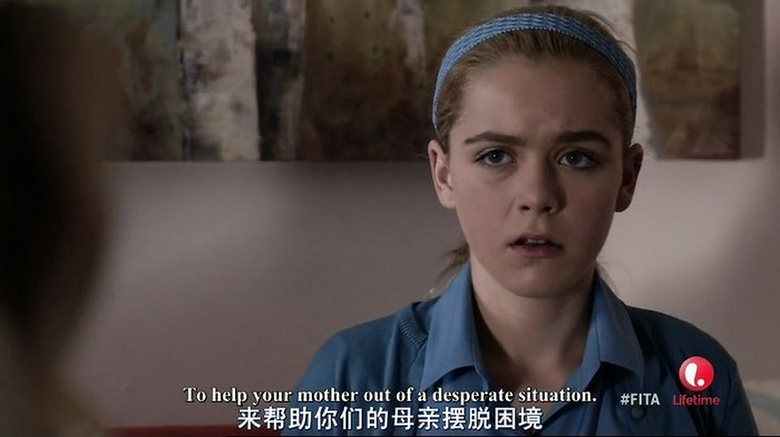 To help your mother out of a desperate situation.
来帮助你们的母亲摆脱困境
#FITA
Lifetime